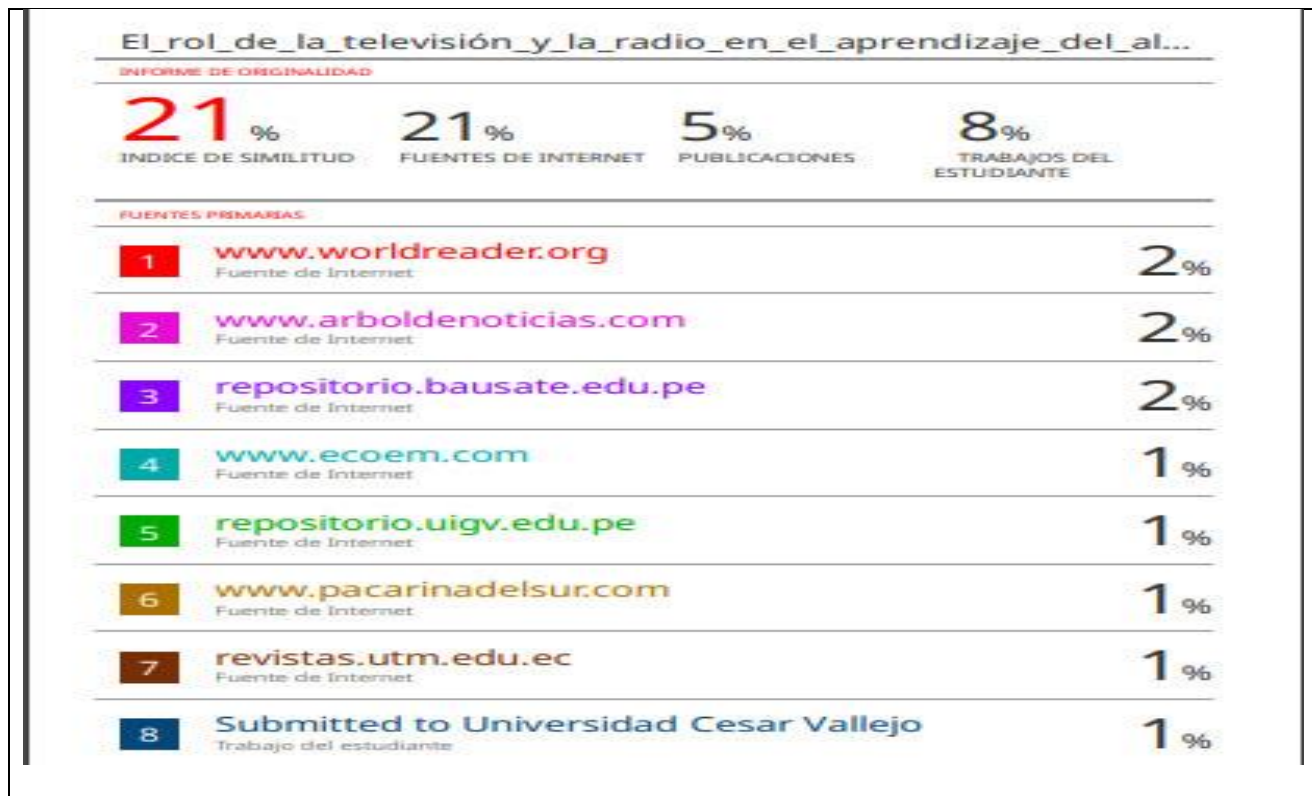 El_rol_de_la_televisión_y_la_radio_en_el_aprendizaje_del_al...
INFORME DE ORIGINALIDAD
21% 21% 5% 8%
INDICE DE SIMILITUD FUENTES DE INTERNET PUBLICACIONES TRABAJOS DEL
ESTUDIANTE
FUENTES PRIMARIAS
1 www.worldreader.org 2%
Fuente de Internet
2 www.arboldenoticias.com 2%
Fuente de Internet
3 repositorio.bausate.edu.pe 2%
Fuente de Internet
4 www.ecoem.com 1%
Fuente de Internet
5 repositorio.uigv.edu.pe 1%
Fuente de Internet
6 www.pacarinadelsur.com 1%
Fuente de Internet
7 revistas.utm.edu.ec 1%
Fuente de Internet
8 Submitted to Universidad Cesar Vallejo 1%
Trabajo del estudiante